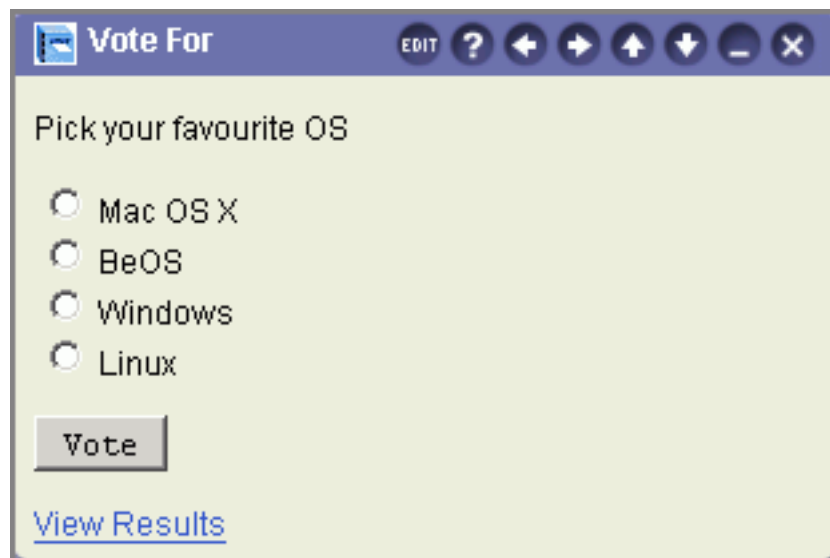 Vote For EDIT ?
Pick your favourite OS
Mac OS X
BeOS
Windows
Linux
Vote
View Results